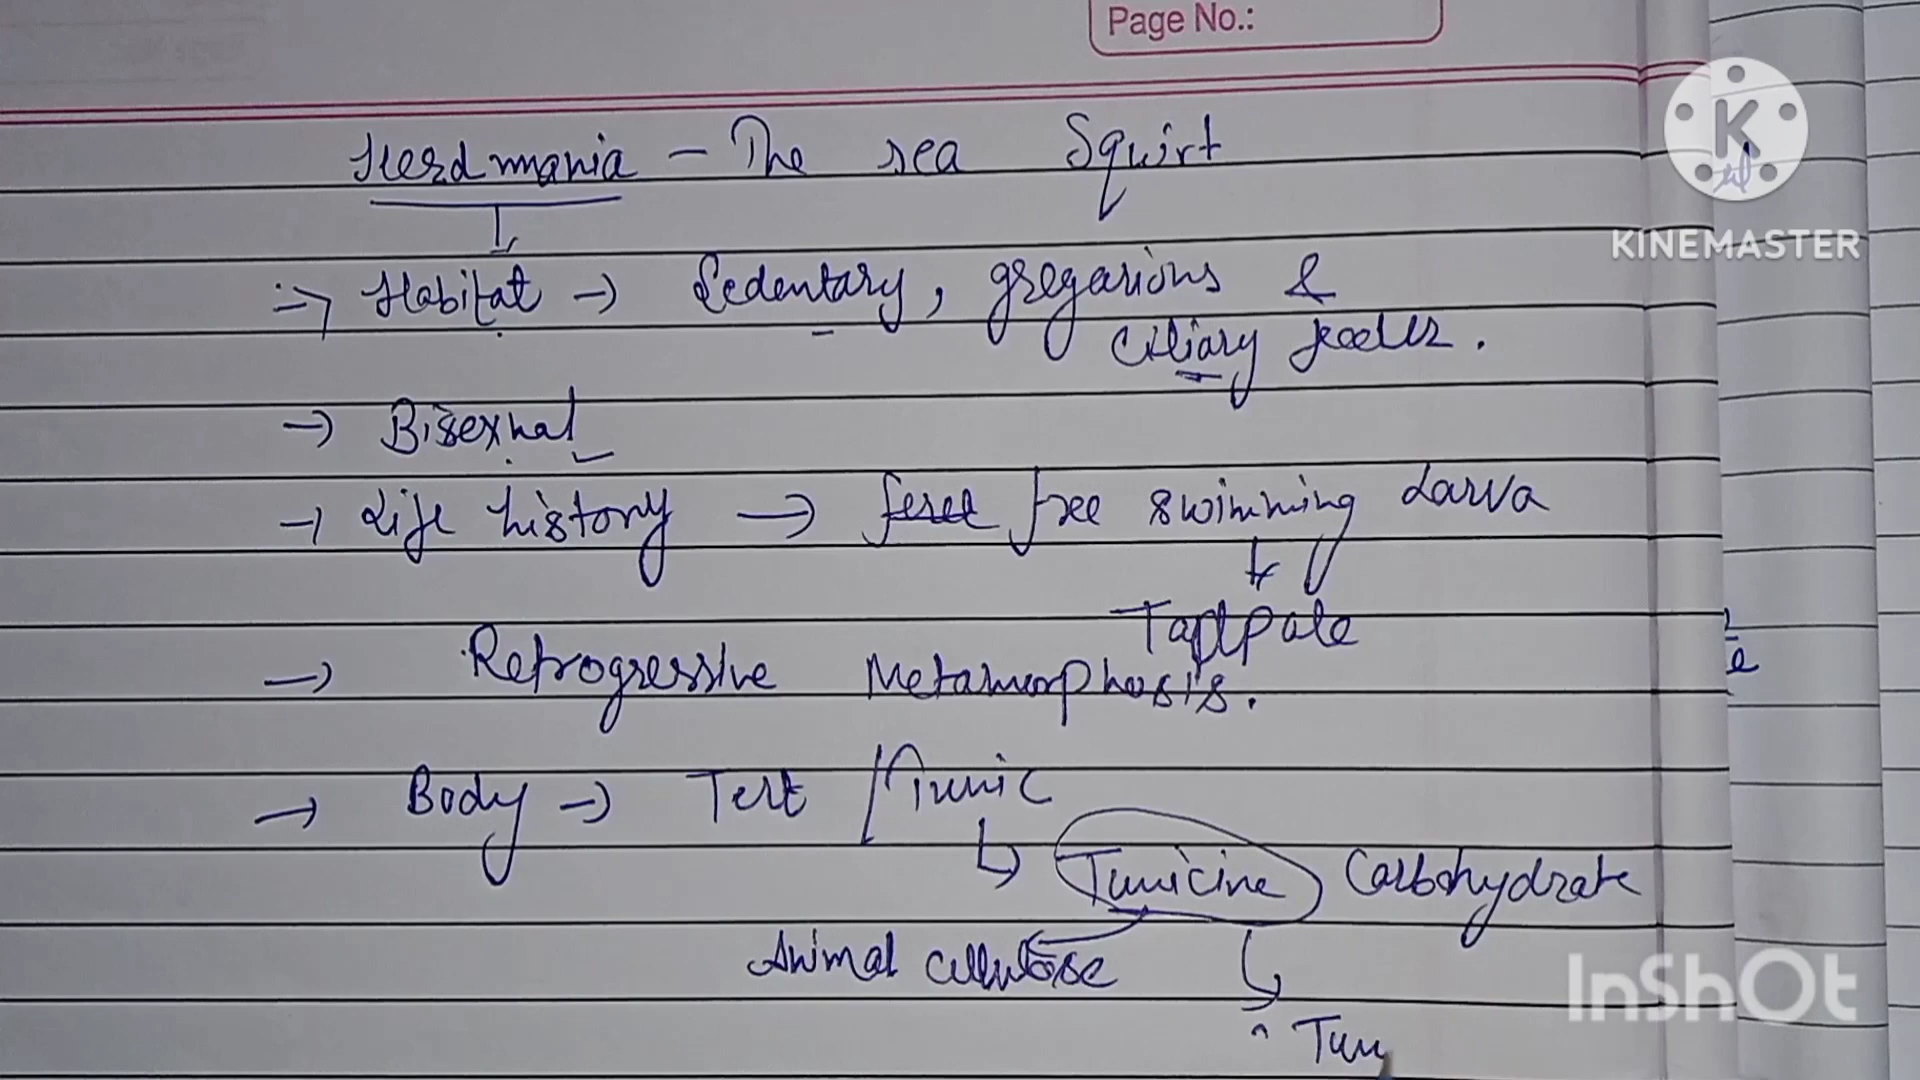 Page No.:
Herdmania - The sea Squirt
:→ Habitat → Sedentary, gregarious &
ciliary feeder.
→ Bisexual
→ Life history → free swimming Larva
Tadpole
→ Retrogressive Metamorphosis.
→ Body → Test / Tunic
Tunicine Carbohydrate
Animal cellulose
Tun
KINEMASTER
InShOt